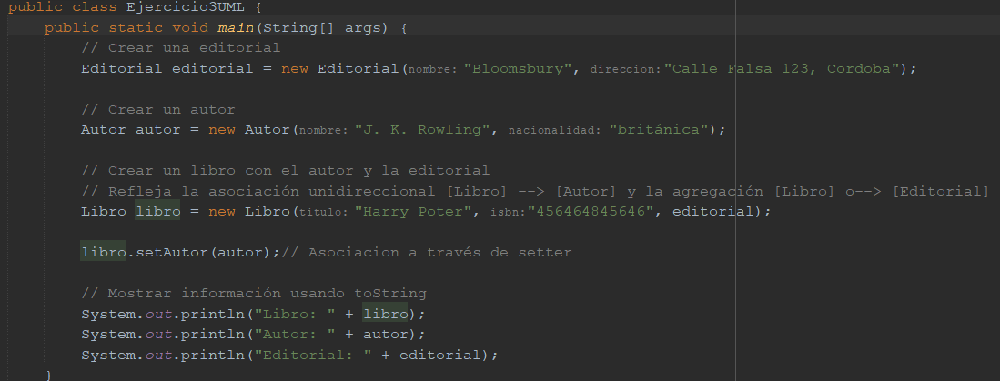 public class Ejercicio3UML {
public static void main(String[] args) {
// Crear una editorial
Editorial editorial = new Editorial(nombre: "Bloomsbury", direccion: "Calle Falsa 123, Cordoba");
// Crear un autor
Autor autor = new Autor(nombre: "J. K. Rowling", nacionalidad: "británica");
// Crear un libro con el autor y la editorial
// Refleja la asociación unidireccional [Libro] --> [Autor] y la agregación [Libro] o--> [Editorial]
Libro libro = new Libro(titulo: "Harry Poter", isbn: "456464845646", editorial);
libro.setAutor(autor);// Asociacion a través de setter
// Mostrar información usando toString
System.out.println("Libro: " + libro);
System.out.println("Autor: " + autor);
System.out.println("Editorial: " + editorial);
}